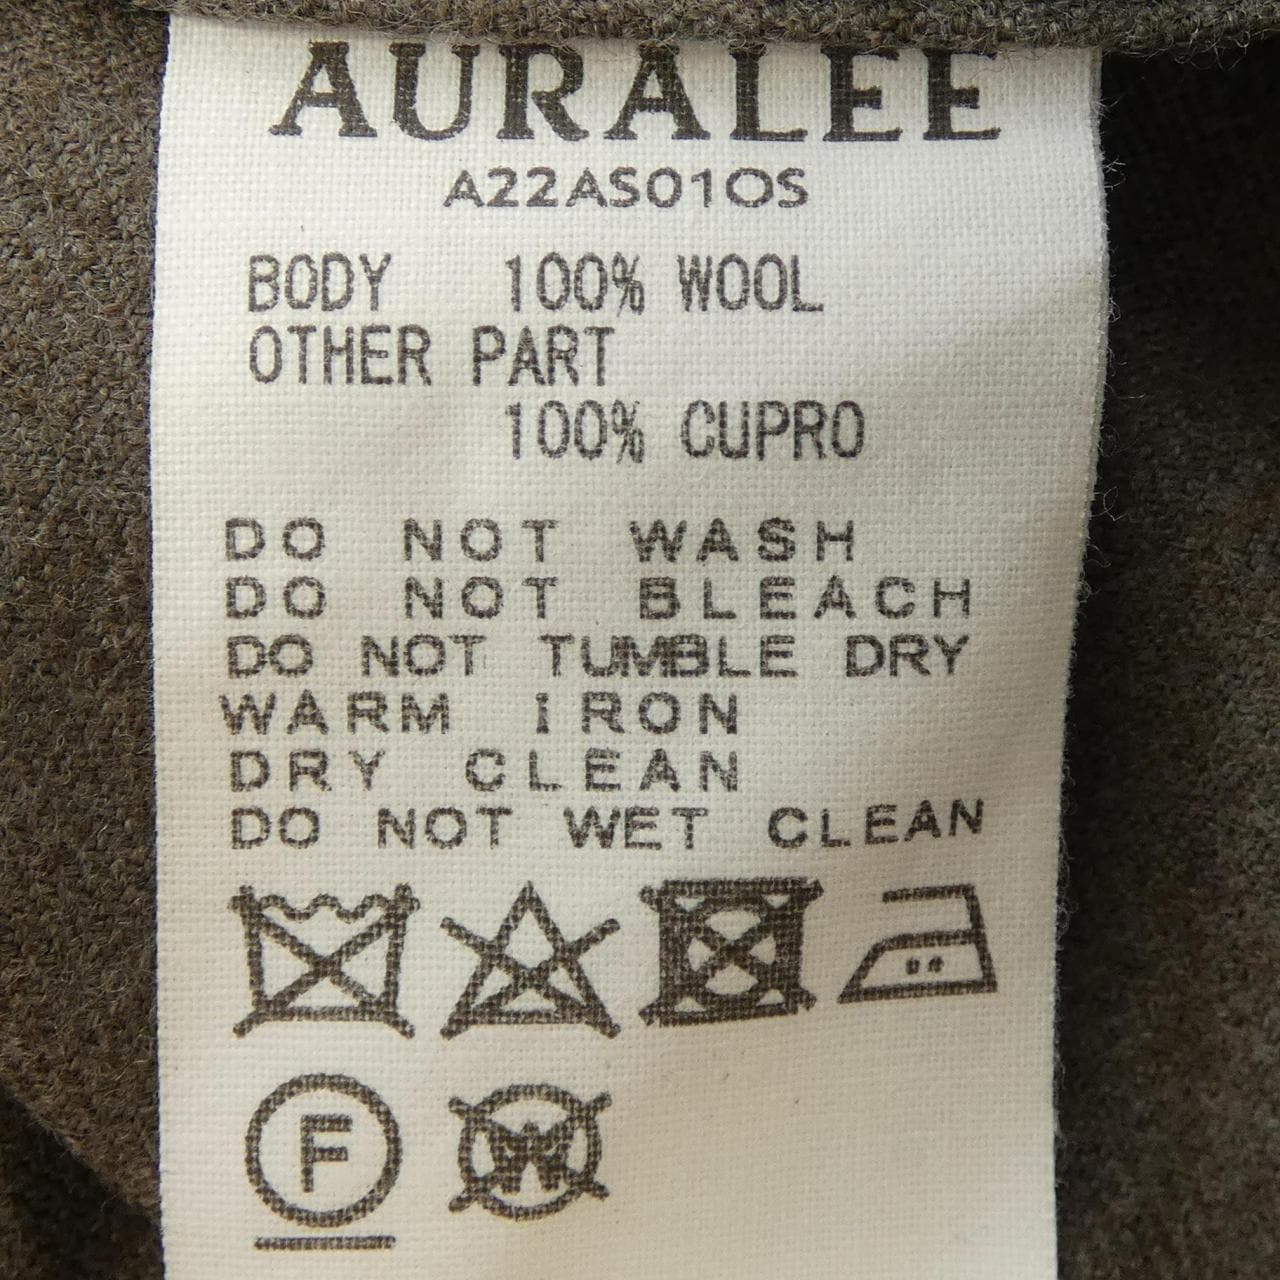 AURALEE
A22AS01OS
BODY 100% WOOL
OTHER PART
100% CUPRO
DO NOT WASH
DO NOT BLEACH
DO NOT TUMBLE DRY
WARM IRON
DRY CLEAN
DO NOT WET CLEAN
F W